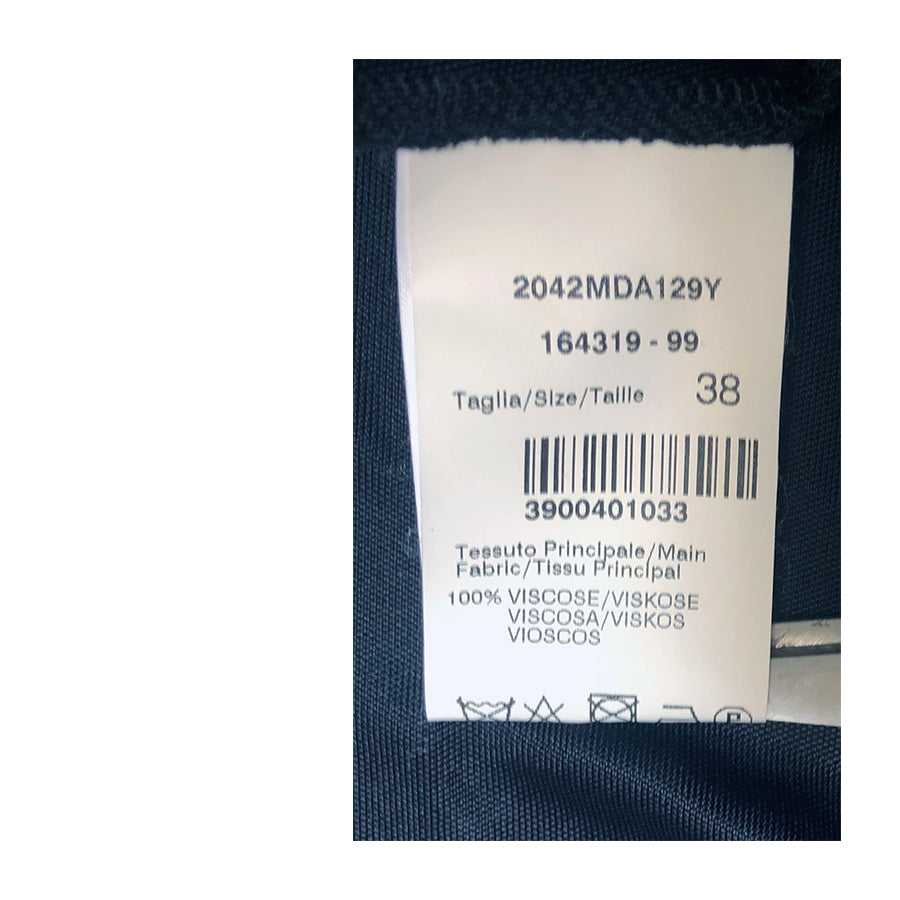 2042MDA129Y
164319 - 99
Taglia/Size/Taille 38
3900401033
Tessuto Principale/Main
Fabric/Tissu Principal
100% VISCOSE/VISKOSE
VISCOSA/VISKOS
VIOSCOS
P